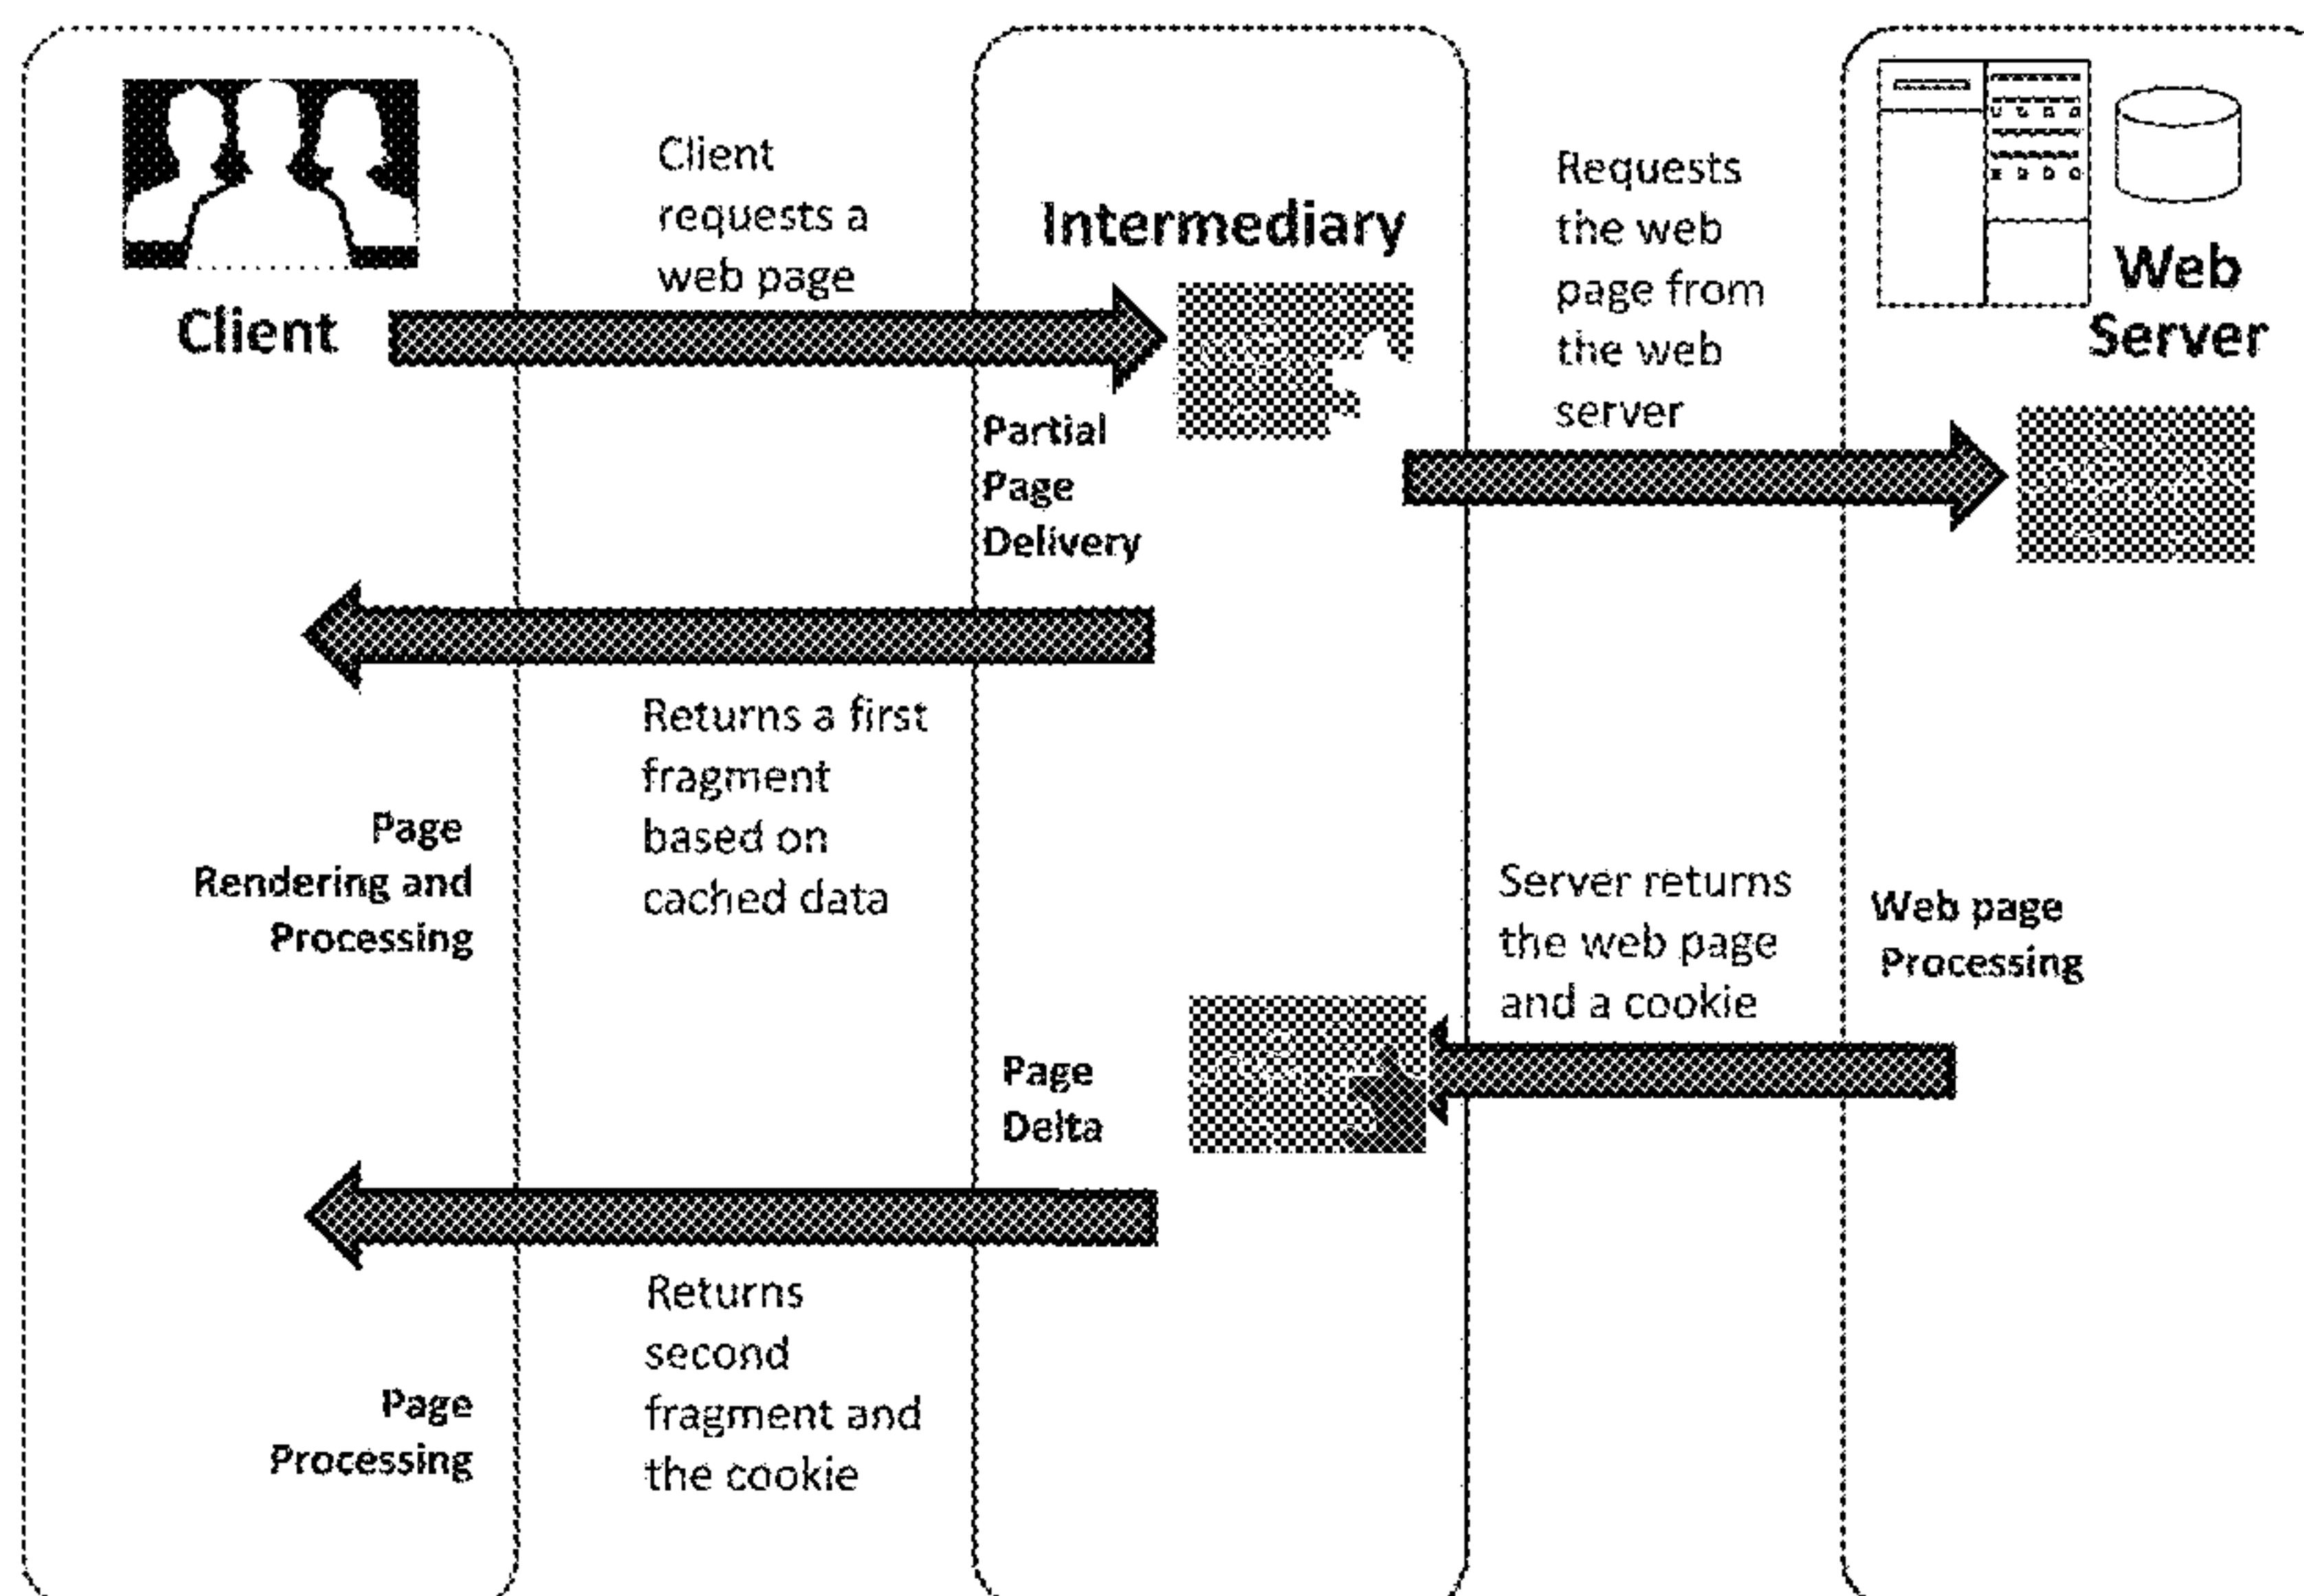 Client
requests a
web page
Client
Intermediary
Requests
the web
page from
the web
server
Web
Server
Partial
Page
Delivery
Returns a first
fragment
based on
cached data
Page
Rendering and
Processing
Server returns
the web page
and a cookie
Web page
Processing
Page
Delta
Returns
second
fragment and
the cookie
Page
Processing